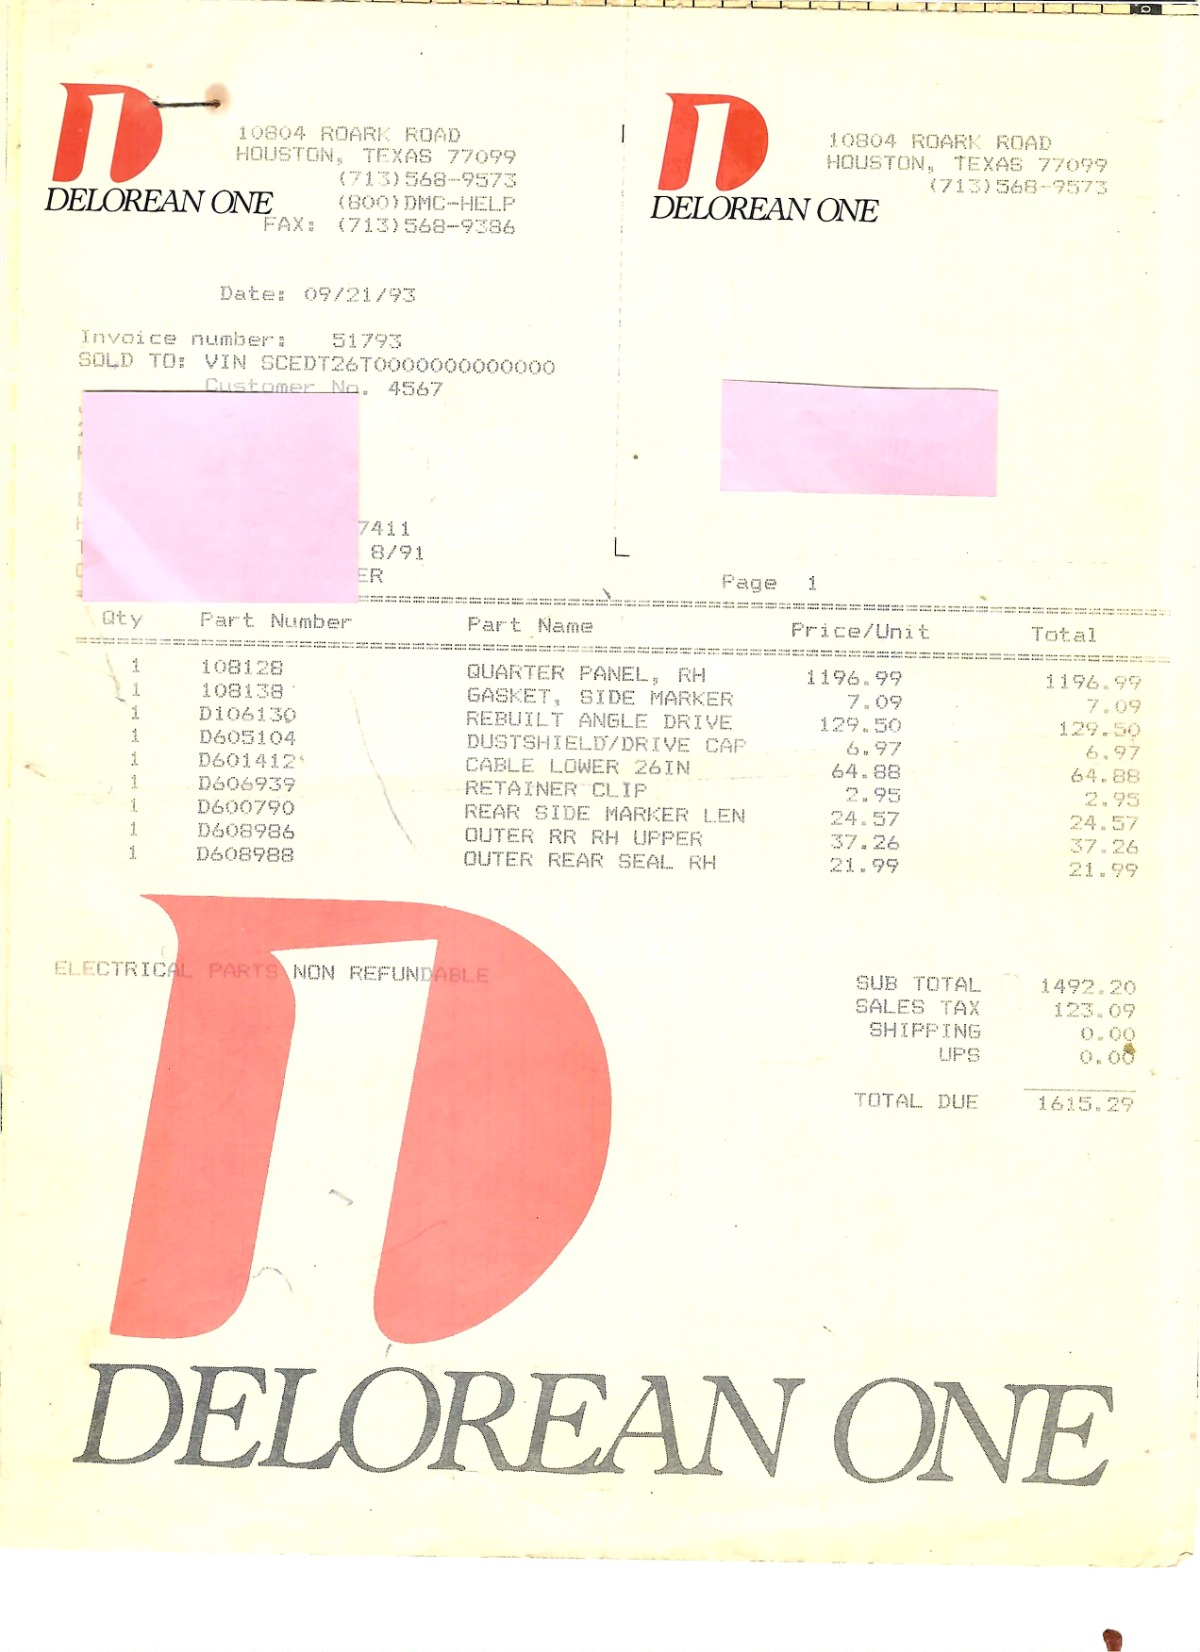 10804 ROARK ROAD
HOUSTON, TEXAS 77099
(713)568-9573
DELOREAN ONE (800)DMC-HELP
FAX: (713)568-9386
10804 ROARK ROAD
HOUSTON, TEXAS 77099
(713)568-9573
DELOREAN ONE
Date: 09/21/93
Invoice number: 51793
SOLD TO: VIN SCEDT26T0000000000000
Customer No. 4567
7411
8/91
ER
Page 1
Qty Part Number Part Name Price/Unit Total
1 108128 QUARTER PANEL, RH 1196.99 1196.99
1 108138 GASKET, SIDE MARKER 7.09 7.09
1 D106130 REBUILT ANGLE DRIVE 129.50 129.50
1 D605104 DUSTSHIELD/DRIVE CAP 6.97 6.97
1 D601412 CABLE LOWER 26IN 64.88 64.88
1 D606939 RETAINER CLIP 2.95 2.95
1 D600790 REAR SIDE MARKER LEN 24.57 24.57
1 D608986 OUTER RR RH UPPER 37.26 37.26
1 D608988 OUTER REAR SEAL RH 21.99 21.99
ELECTRICAL PARTS NON REFUNDABLE
SUB TOTAL 1492.20
SALES TAX 123.09
SHIPPING 0.00
UPS 0.00
TOTAL DUE 1615.29
DELOREAN ONE